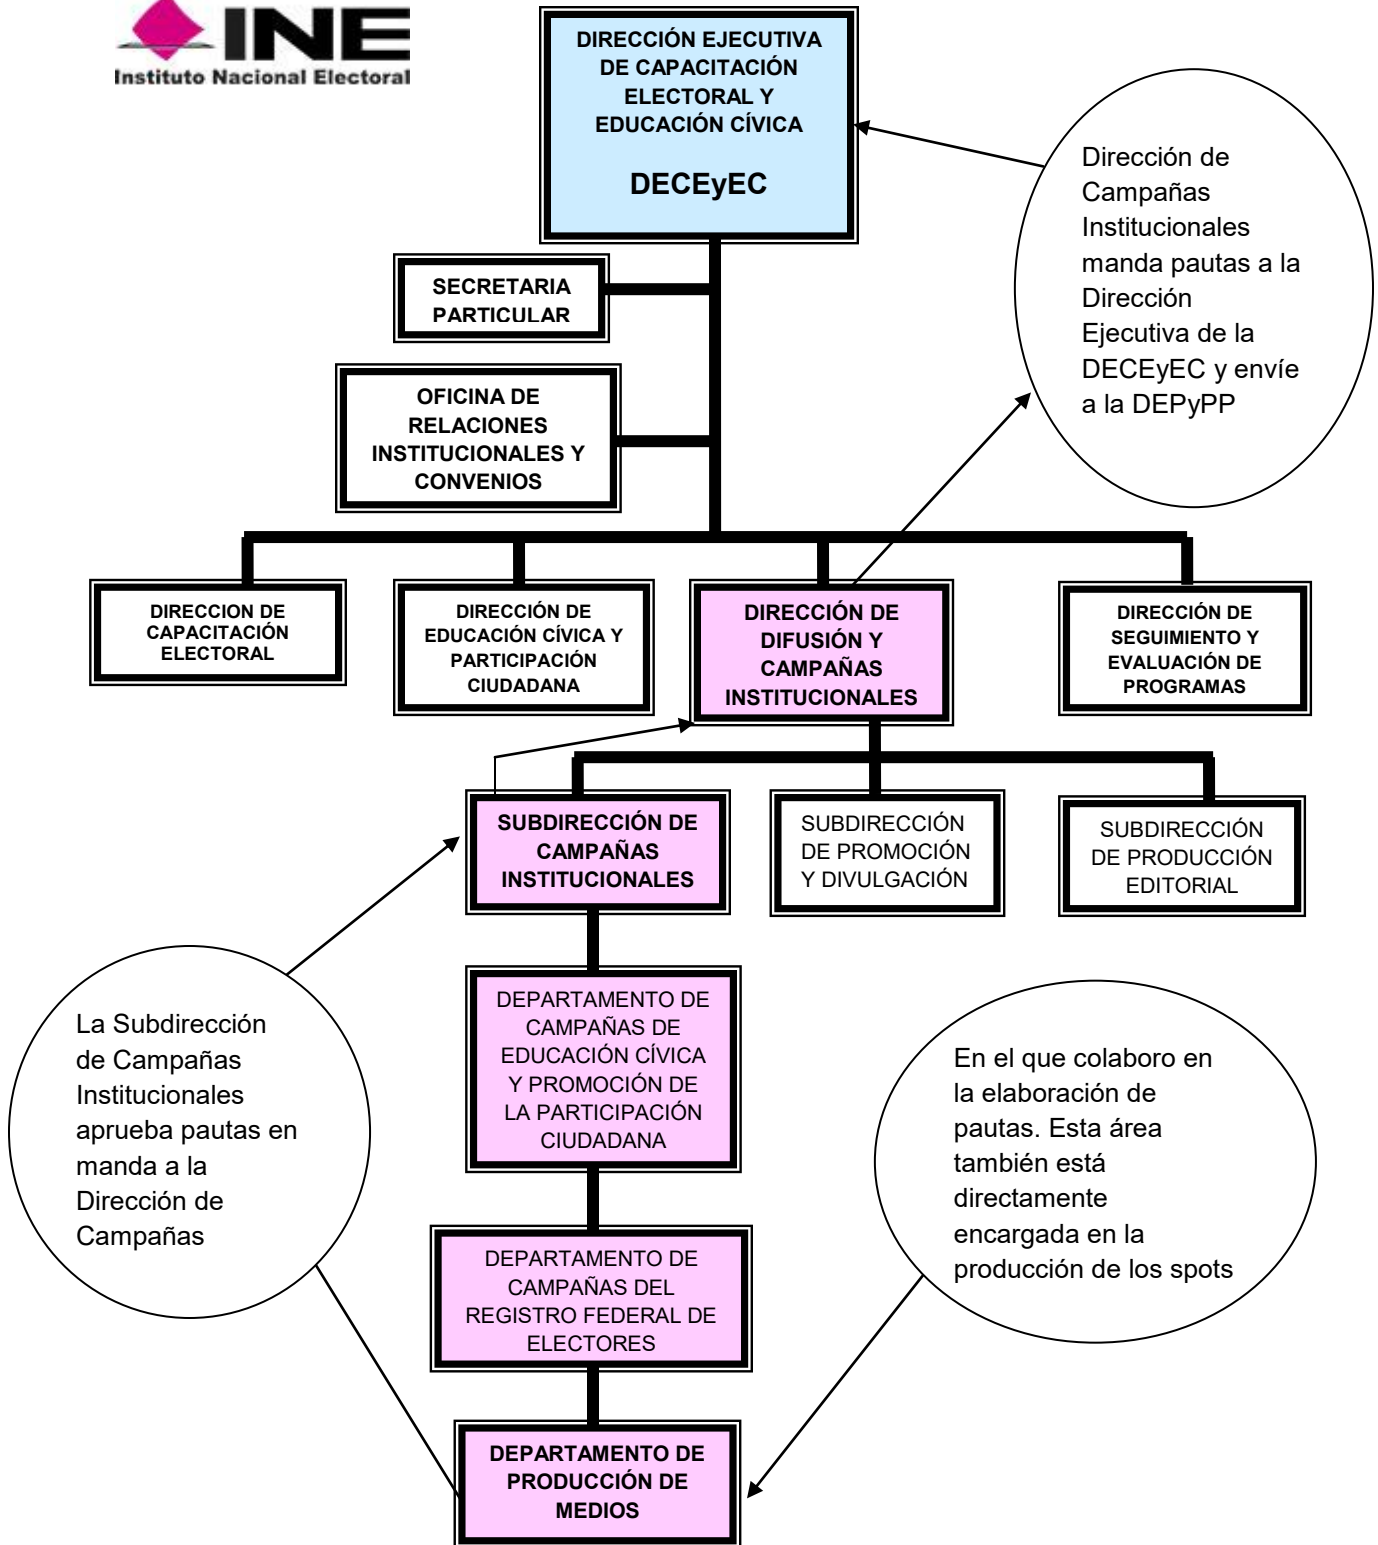 INE
Instituto Nacional Electoral
DIRECCIÓN EJECUTIVA
DE CAPACITACIÓN
ELECTORAL Y
EDUCACIÓN CÍVICA
DECEyEC
Dirección de
Campañas
Institucionales
manda pautas a la
Dirección
Ejecutiva de la
DECEyEC y envíe
a la DEPyPP
SECRETARIA
PARTICULAR
OFICINA DE
RELACIONES
INSTITUCIONALES Y
CONVENIOS
DIRECCION DE
CAPACITACIÓN
ELECTORAL
DIRECCIÓN DE
EDUCACIÓN CÍVICA Y
PARTICIPACIÓN
CIUDADANA
DIRECCIÓN DE
DIFUSIÓN Y
CAMPAÑAS
INSTITUCIONALES
DIRECCIÓN DE
SEGUIMIENTO Y
EVALUACIÓN DE
PROGRAMAS
SUBDIRECCIÓN DE
CAMPAÑAS
INSTITUCIONALES
SUBDIRECCIÓN
DE PROMOCIÓN
Y DIVULGACIÓN
SUBDIRECCIÓN
DE PRODUCCIÓN
EDITORIAL
La Subdirección
de Campañas
Institucionales
aprueba pautas en
manda a la
Dirección de
Campañas
DEPARTAMENTO DE
CAMPAÑAS DE
EDUCACIÓN CÍVICA
Y PROMOCIÓN DE
LA PARTICIPACIÓN
CIUDADANA
En el que colaboro en
la elaboración de
pautas. Esta área
también está
directamente
encargada en la
producción de los spots
DEPARTAMENTO DE
CAMPAÑAS DEL
REGISTRO FEDERAL DE
ELECTORES
DEPARTAMENTO DE
PRODUCCIÓN DE
MEDIOS